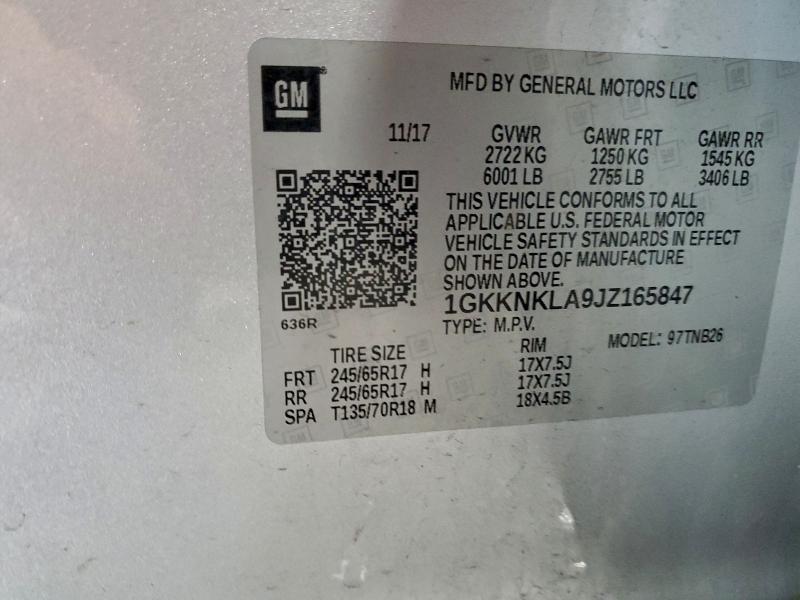 GM
MFD BY GENERAL MOTORS LLC
11/17 GVWR GAWR FRT GAWR RR
2722 KG 1250 KG 1545 KG
6001 LB 2755 LB 3406 LB
THIS VEHICLE CONFORMS TO ALL
APPLICABLE U.S. FEDERAL MOTOR
VEHICLE SAFETY STANDARDS IN EFFECT
ON THE DATE OF MANUFACTURE
SHOWN ABOVE.
1GKKNKLA9JZ165847
636R
TYPE: M.P.V. MODEL: 97TNB26
TIRE SIZE RIM
FRT 245/65R17 H 17X7.5J
RR 245/65R17 H 17X7.5J
SPA T135/70R18 M 18X4.5B